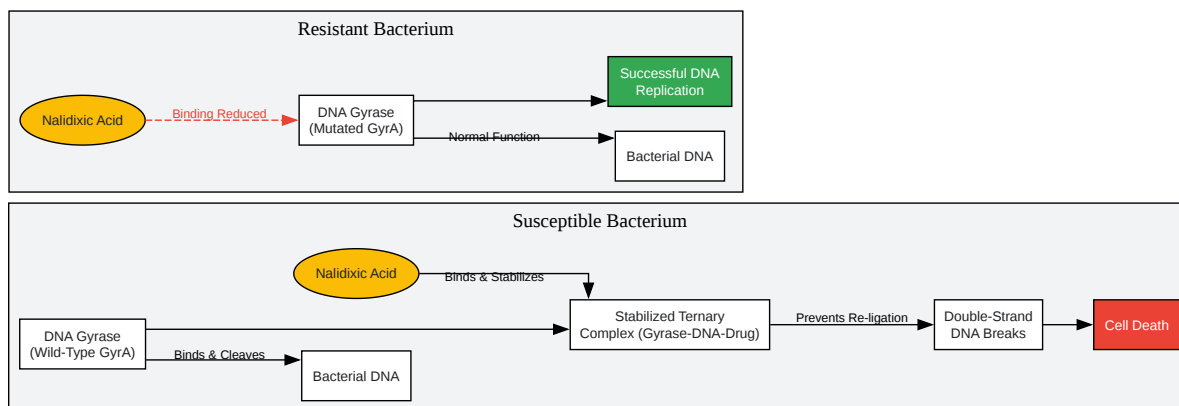 Resistant Bacterium
Successful DNA
Replication
Nalidixic Acid
Binding Reduced
DNA Gyrase
(Mutated GyrA)
Normal Function
Bacterial DNA
Susceptible Bacterium
Nalidixic Acid
Binds & Stabilizes
DNA Gyrase
(Wild-Type GyrA)
Binds & Cleaves
Bacterial DNA
Stabilized Ternary
Complex (Gyrase-DNA-Drug)
Prevents Re-ligation
Double-Strand
DNA Breaks
Cell Death